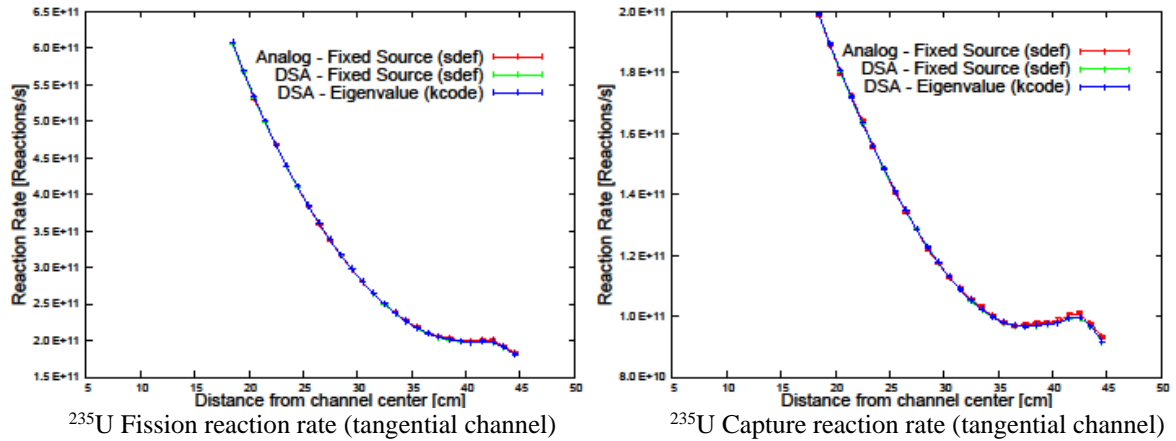 6.5E+11
6.0E+11
5.5E+11
5.0E+11
4.5E+11
4.0E+11
3.5E+11
3.0E+11
2.5E+11
2.0E+11
1.5E+11
Reaction Rate [Reactions/s]
Analog - Fixed Source (sdef)
DSA - Fixed Source (sdef)
DSA - Eigenvalue (kcode)
5 10 15 20 25 30 35 40 45 50
Distance from channel center [cm]
²³⁵U Fission reaction rate (tangential channel)
2.0E+11
1.8E+11
1.6E+11
1.4E+11
1.2E+11
1.0E+11
8.0E+10
Reaction Rate [Reactions/s]
Analog - Fixed Source (sdef)
DSA - Fixed Source (sdef)
DSA - Eigenvalue (kcode)
5 10 15 20 25 30 35 40 45 50
Distance from channel center [cm]
²³⁵U Capture reaction rate (tangential channel)